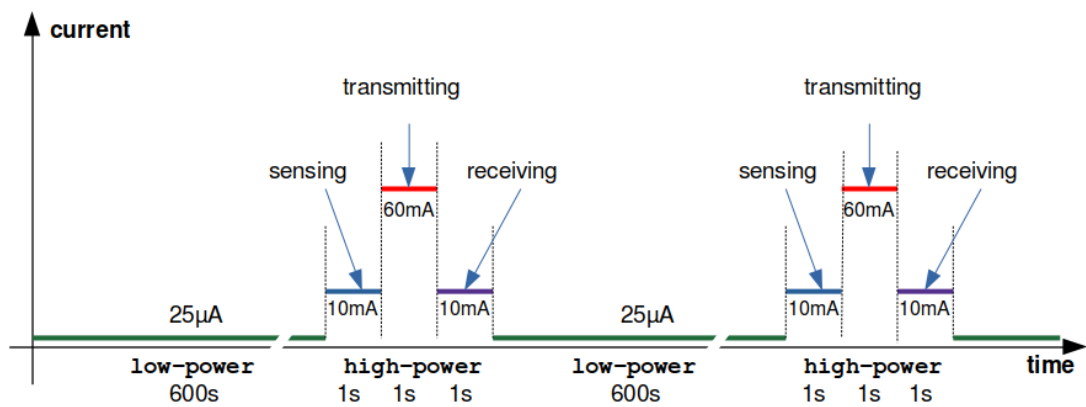 current
transmitting
transmitting
sensing
receiving
sensing
receiving
60mA
60mA
25µA
10mA
10mA
25µA
10mA
10mA
low-power
high-power
low-power
high-power
time
600s
1s
1s
1s
600s
1s
1s
1s